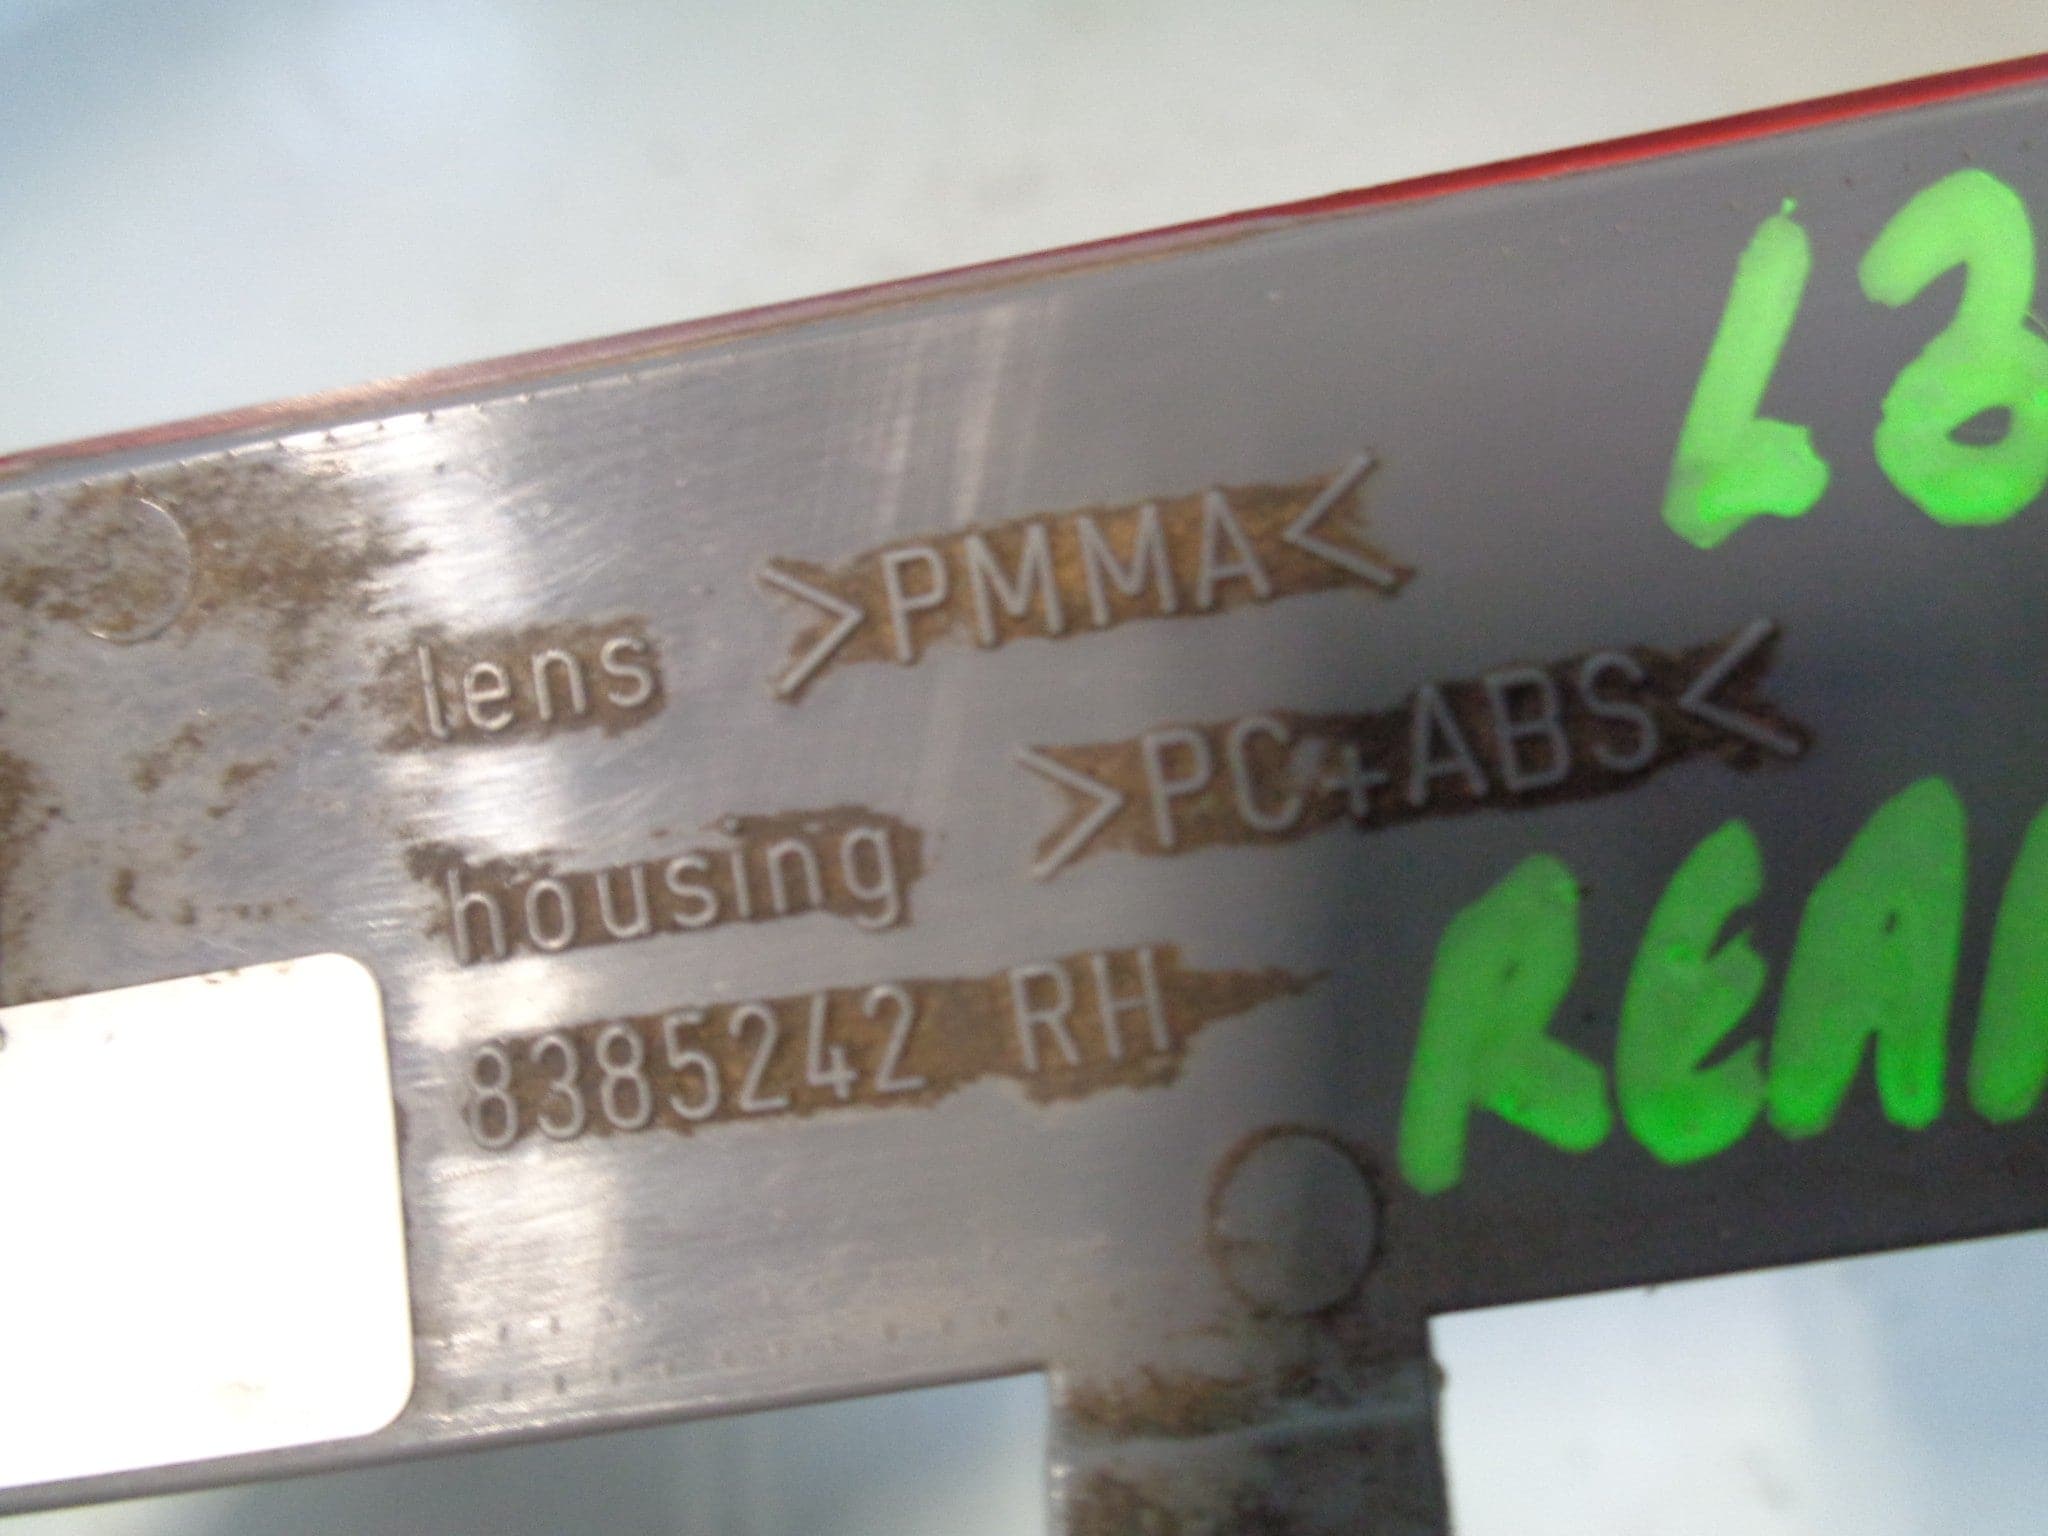 lens >PMMA<
housing >PC+ABS<
8385242 RH